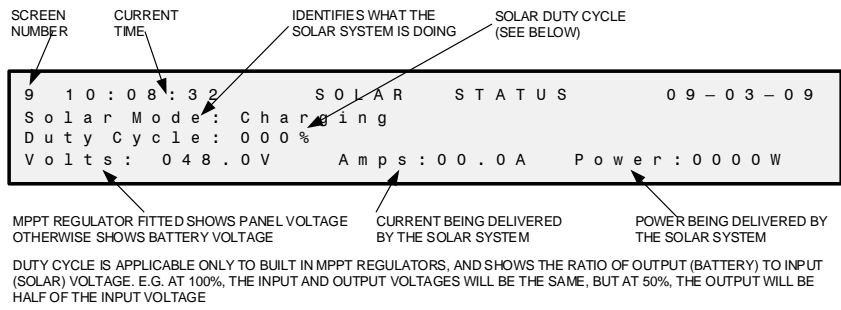 SCREEN NUMBER
CURRENT TIME
IDENTIFIES WHAT THE SOLAR SYSTEM IS DOING
SOLAR DUTY CYCLE (SEE BELOW)
9 10:08:32 SOLAR STATUS 09-03-09
Solar Mode: Charging
Duty Cycle: 000%
Volts: 048.0V Amps:00.0A Power:0000W
MPPT REGULATOR FITTED SHOWS PANEL VOLTAGE
OTHERWISE SHOWS BATTERY VOLTAGE
CURRENT BEING DELIVERED
BY THE SOLAR SYSTEM
POWER BEING DELIVERED BY
THE SOLAR SYSTEM
DUTY CYCLE IS APPLICABLE ONLY TO BUILT IN MPPT REGULATORS, AND SHOWS THE RATIO OF OUTPUT (BATTERY) TO INPUT
(SOLAR) VOLTAGE. E.G. AT 100%, THE INPUT AND OUTPUT VOLTAGES WILL BE THE SAME, BUT AT 50%, THE OUTPUT WILL BE
HALF OF THE INPUT VOLTAGE